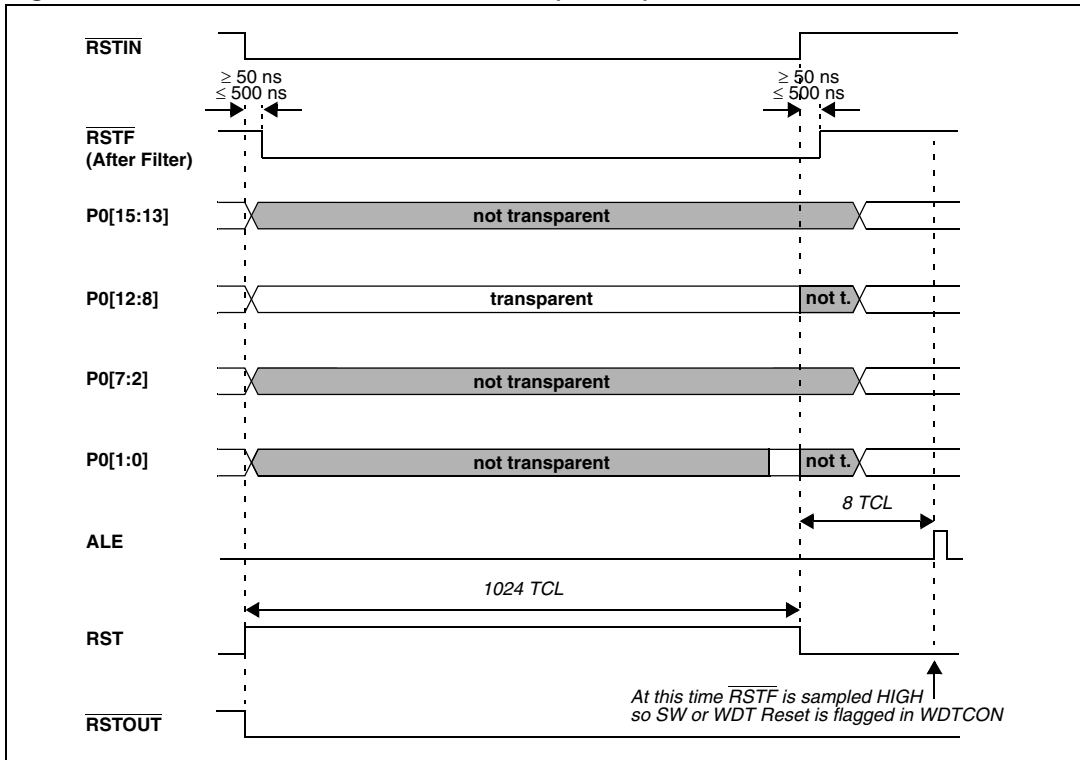 RSTIN
≥ 50 ns
≤ 500 ns
≥ 50 ns
≤ 500 ns
RSTF
(After Filter)
P0[15:13]
not transparent
P0[12:8]
transparent
not t.
P0[7:2]
not transparent
P0[1:0]
not transparent
not t.
8 TCL
ALE
1024 TCL
RST
At this time RSTF is sampled HIGH
so SW or WDT Reset is flagged in WDTCON
RSTOUT